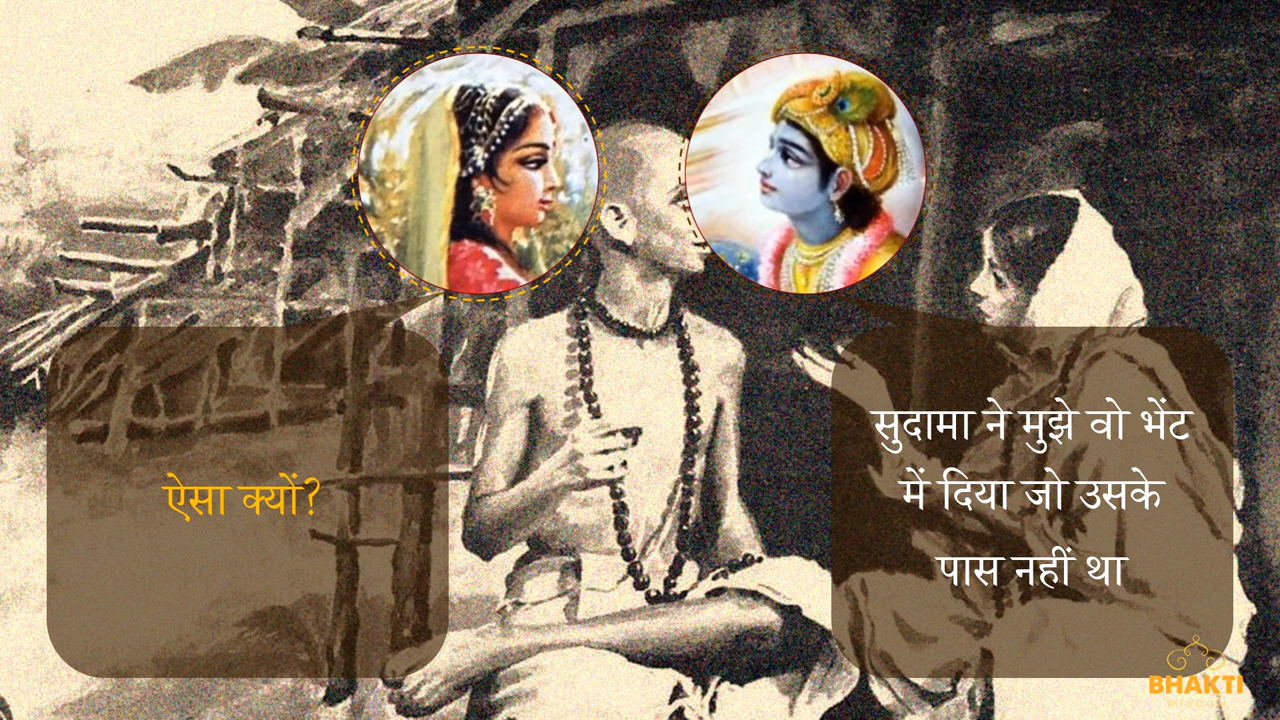 ऐसा क्यों?
सुदामा ने मुझे वो भेंट
में दिया जो उसके
पास नहीं था
BHAKTI